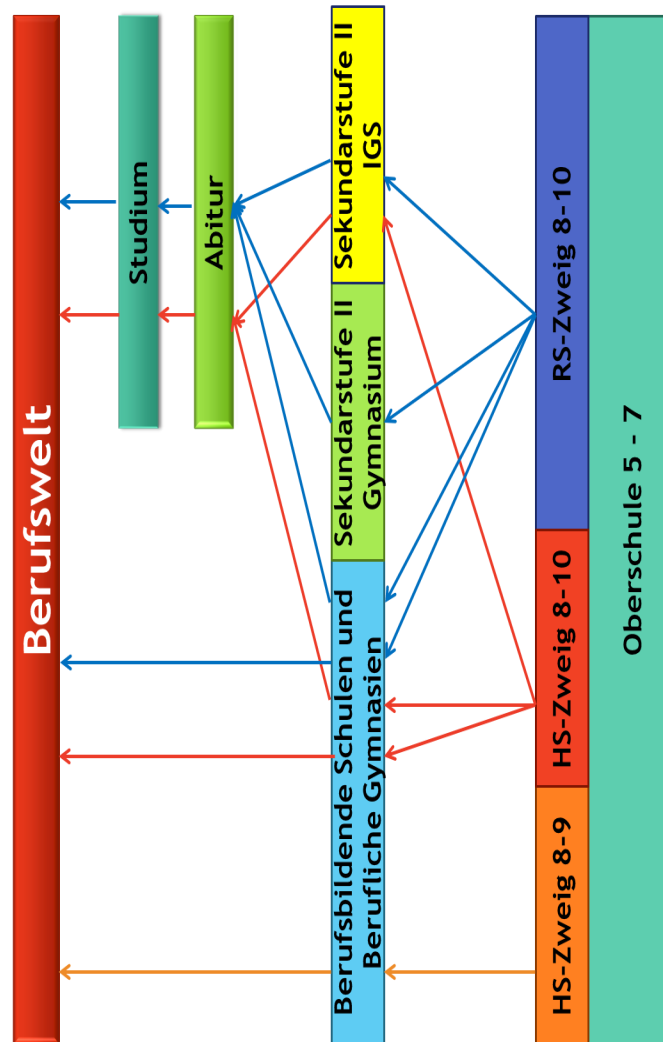 Berufswelt
Studium
Abitur
Berufsbildende Schulen und
Berufliche Gymnasien
Sekundarstufe II
Gymnasium
Sekundarstufe II
IGS
HS-Zweig 8-9
HS-Zweig 8-10
RS-Zweig 8-10
Oberschule 5 - 7